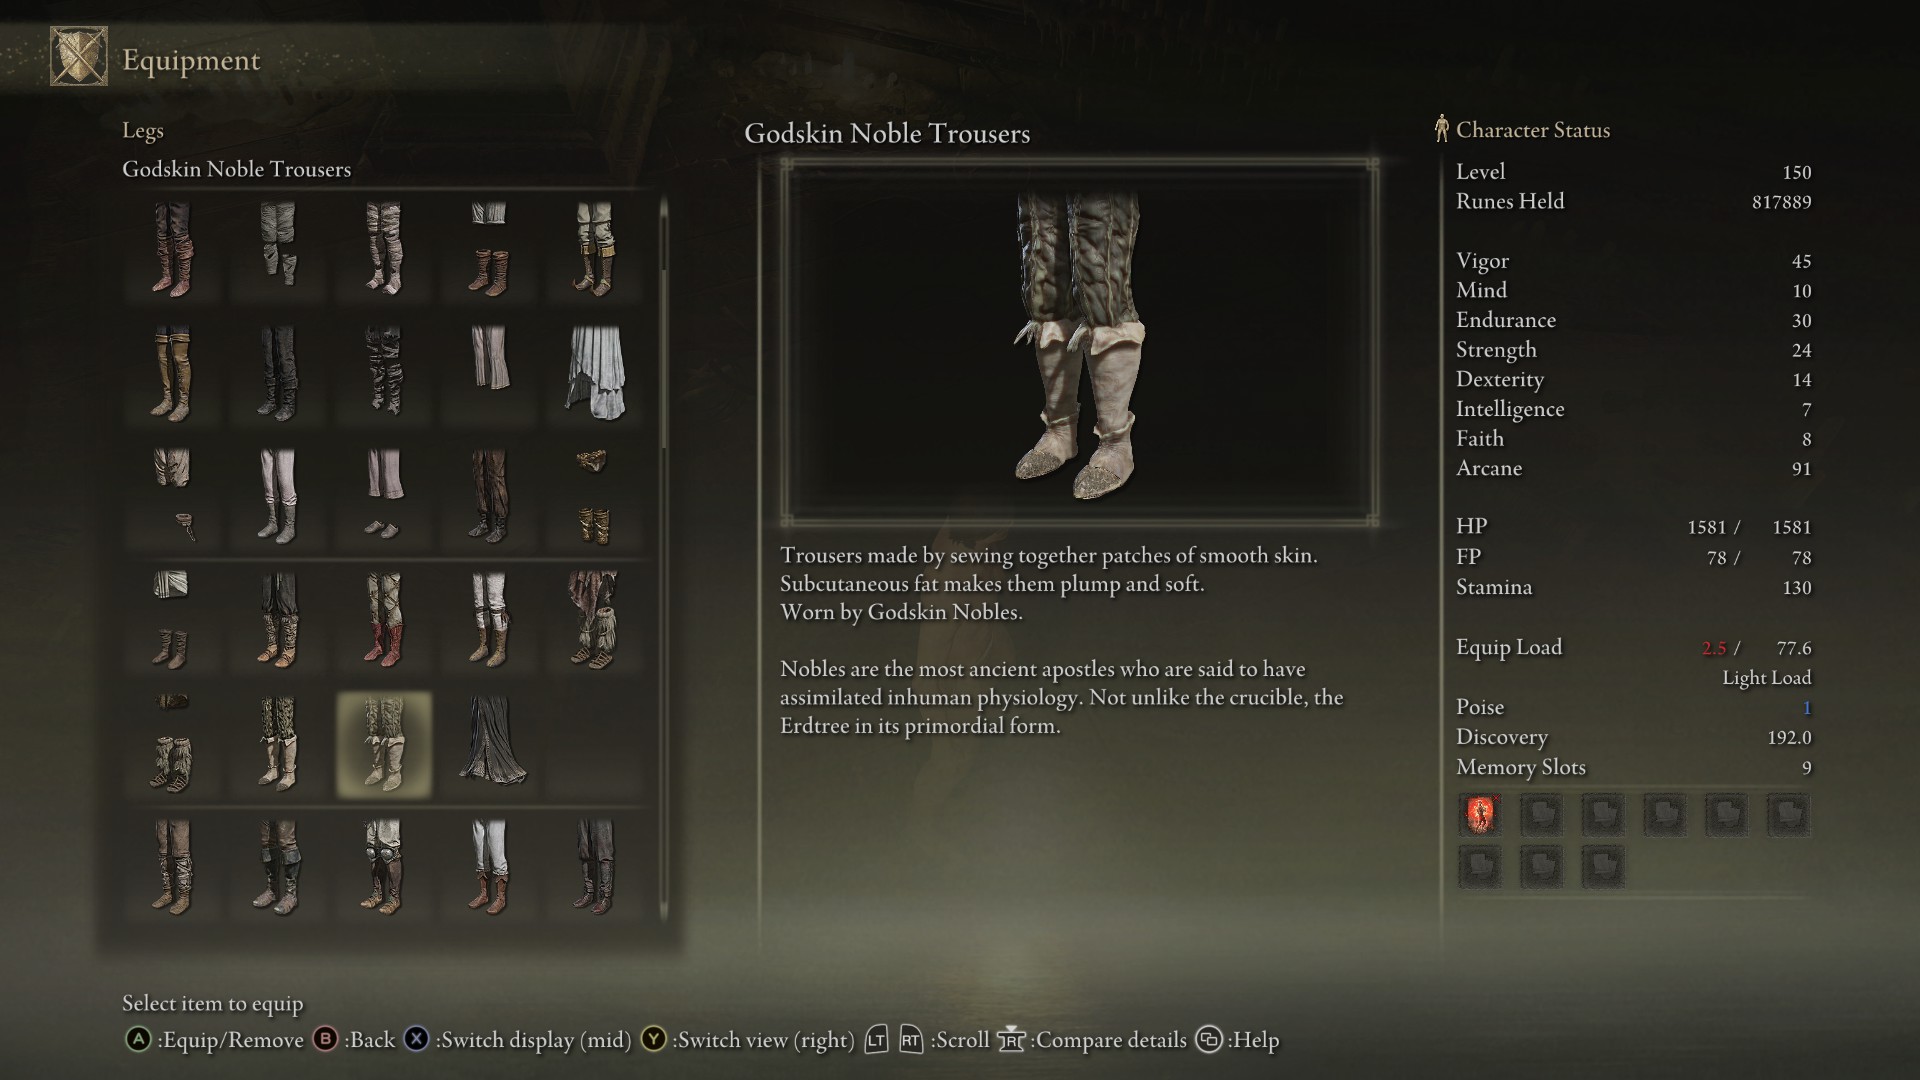 Equipment
Legs
Godskin Noble Trousers
Godskin Noble Trousers
Trousers made by sewing together patches of smooth skin.
Subcutaneous fat makes them plump and soft.
Worn by Godskin Nobles.
Nobles are the most ancient apostles who are said to have
assimilated inhuman physiology. Not unlike the crucible, the
Erdtree in its primordial form.
Character Status
Level 150
Runes Held 817889
Vigor 45
Mind 10
Endurance 30
Strength 24
Dexterity 14
Intelligence 7
Faith 8
Arcane 91
HP 1581 / 1581
FP 78 / 78
Stamina 130
Equip Load 2.5 / 77.6
Light Load
Poise 1
Discovery 192.0
Memory Slots 9
Select item to equip
A :Equip/Remove B :Back X :Switch display (mid) Y :Switch view (right) LT RT :Scroll R :Compare details :Help